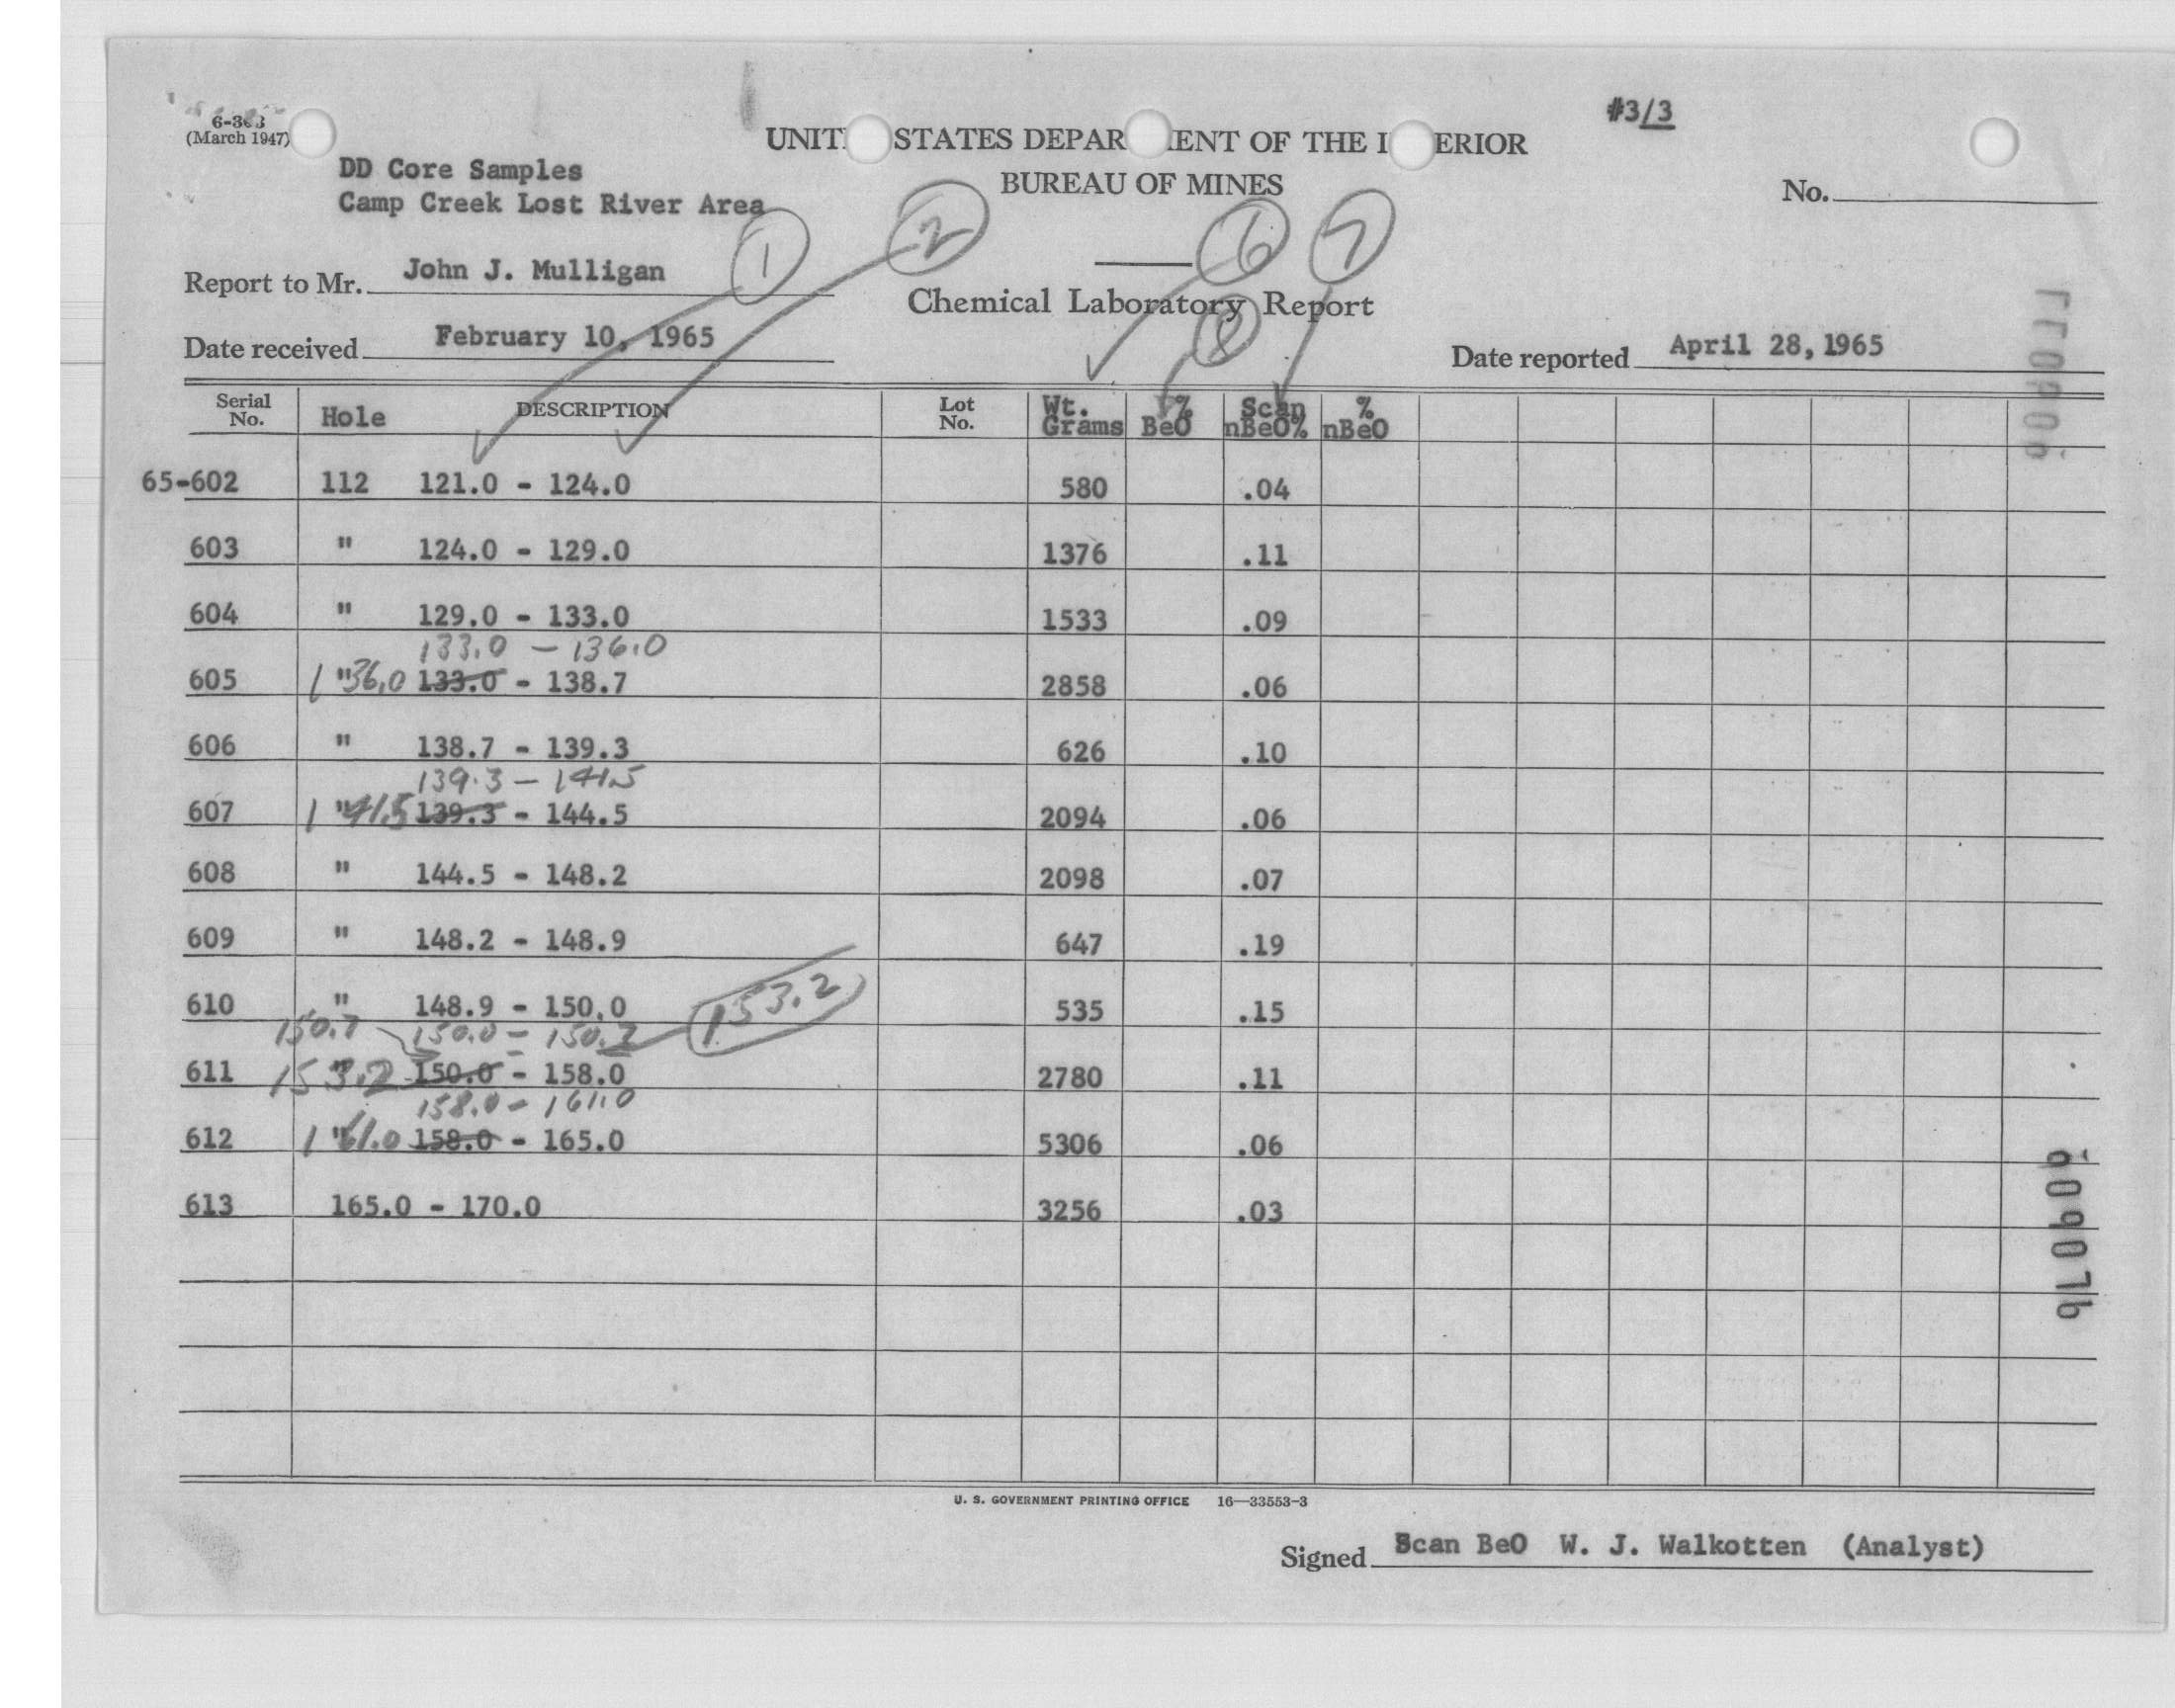 #3/3
6-303
(March 1947)
UNIT STATES DEPAR ENT OF THE I ERIOR
DD Core Samples
BUREAU OF MINES
Camp Creek Lost River Area
No.
1 2 6 7
Report to Mr. John J. Mulligan
Chemical Laboratory Report
8
Date received February 10, 1965
Date reported April 28, 1965
Serial No. Hole DESCRIPTION Lot No. Wt. Grams % BeO Scan nBeO% % nBeO
65-602 112 121.0 - 124.0 580 .04
603 " 124.0 - 129.0 1376 .11
604 " 129.0 - 133.0 1533 .09
133.0 - 136.0
605 " 136.0 133.0 - 138.7 2858 .06
606 " 138.7 - 139.3 626 .10
139.3 - 141.5
607 " 141.5 139.3 - 144.5 2094 .06
608 " 144.5 - 148.2 2098 .07
609 " 148.2 - 148.9 647 .19
153.2
610 " 148.9 - 150.0 535 .15
150.7 150.0 - 150.7
611 " 153.2 150.0 - 158.0 2780 .11
158.0 - 161.0
612 " 161.0 158.0 - 165.0 5306 .06
613 165.0 - 170.0 3256 .03
U. S. GOVERNMENT PRINTING OFFICE 16—33553-3
Signed Scan BeO W. J. Walkotten (Analyst)